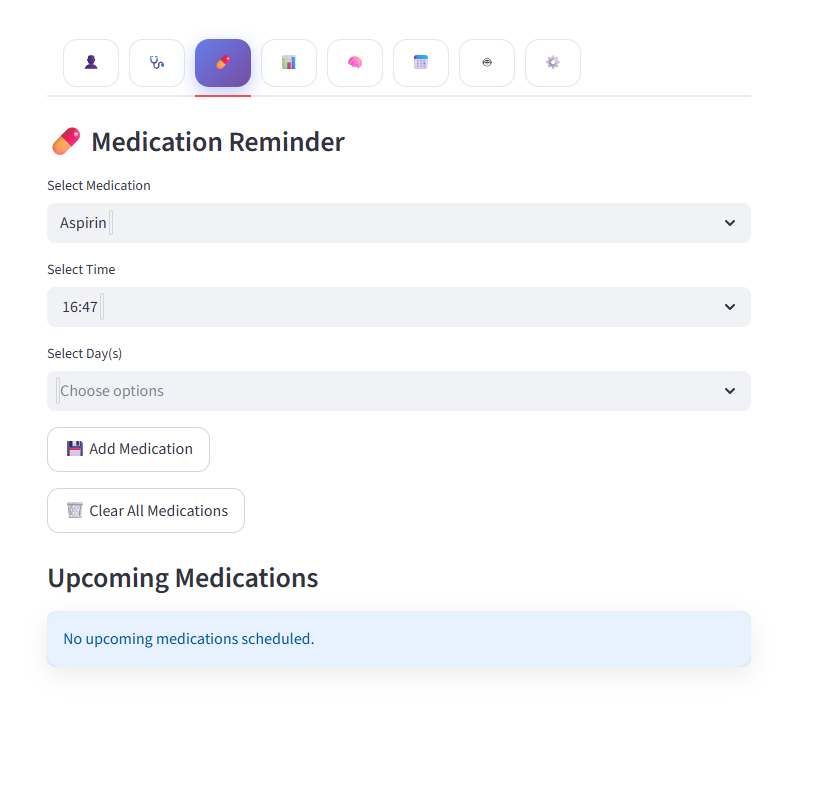 Medication Reminder
Select Medication
Aspirin
Select Time
16:47
Select Day(s)
Choose options
Add Medication
Clear All Medications
Upcoming Medications
No upcoming medications scheduled.